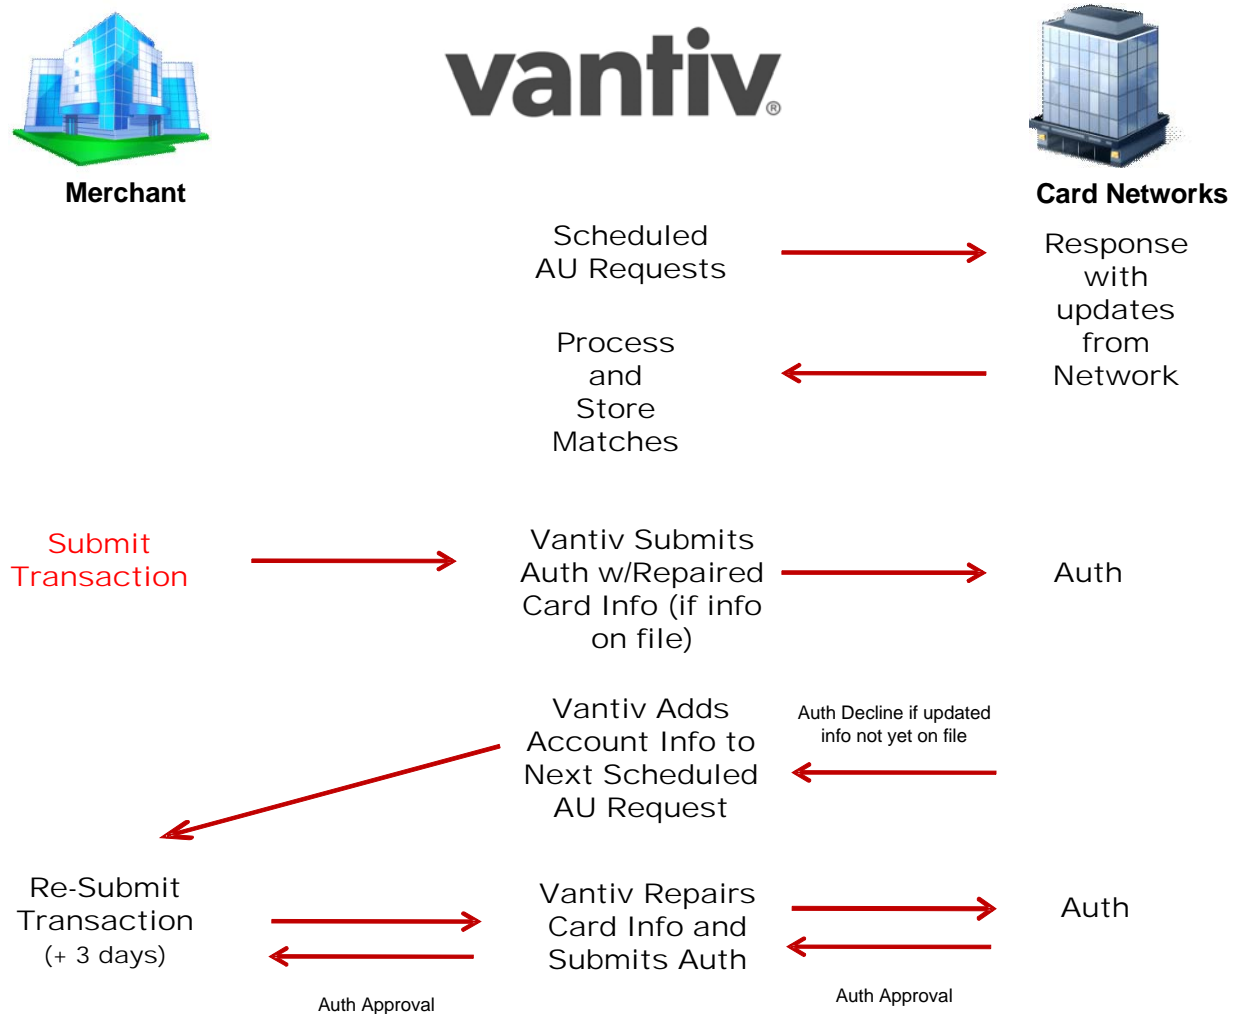 vantiv®
Merchant
Card Networks
Scheduled
AU Requests
Response
with
updates
from
Network
Process
and
Store
Matches
Submit
Transaction
Vantiv Submits
Auth w/Repaired
Card Info (if info
on file)
Auth
Vantiv Adds
Account Info to
Next Scheduled
AU Request
Auth Decline if updated
info not yet on file
Re-Submit
Transaction
(+ 3 days)
Vantiv Repairs
Card Info and
Submits Auth
Auth
Auth Approval
Auth Approval